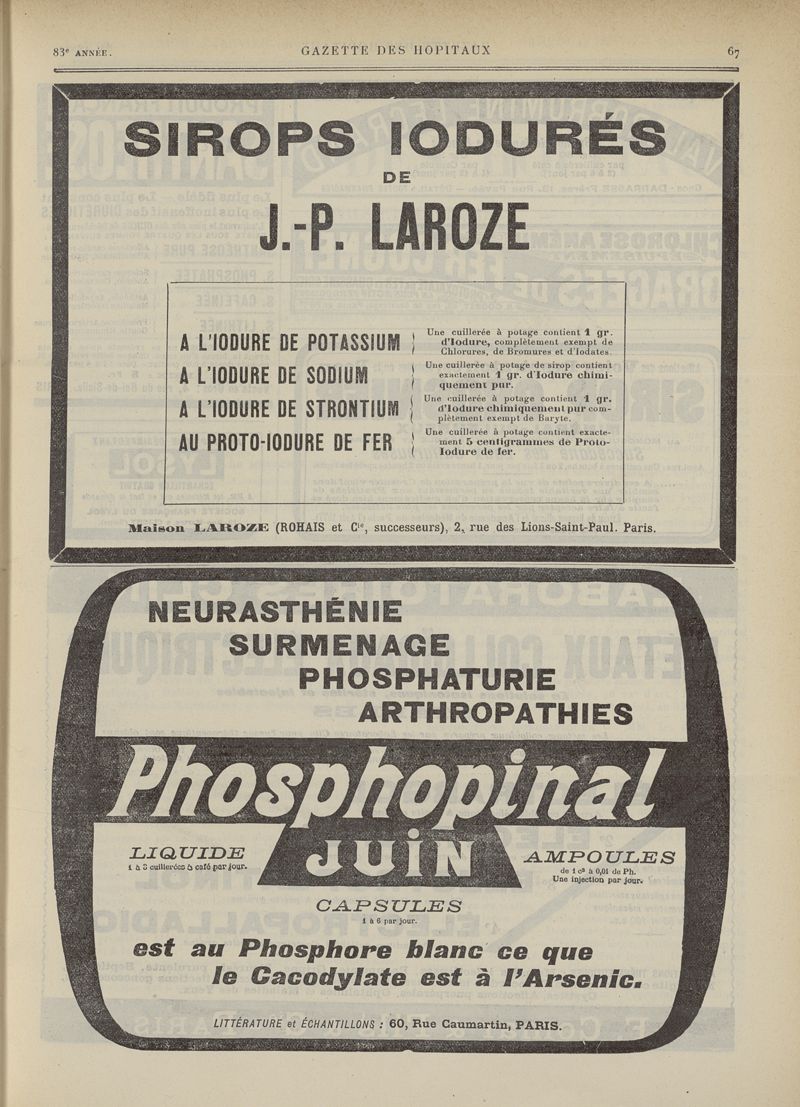 83e ANNÉE.
GAZETTE DES HOPITAUX
67
SIROPS IODURÉS
DE
J.-P. LAROZE
A L'IODURE DE POTASSIUM
Une cuillerée à potage contient 1 gr.
d'Iodure, complètement exempt de
Chlorures, de Bromures et d'Iodates.
A L'IODURE DE SODIUM
Une cuillerée à potage de sirop contient
exactement 1 gr. d'Iodure chimi-
quement pur.
A L'IODURE DE STRONTIUM
Une cuillerée à potage contient 1 gr.
d'Iodure chimiquement pur com-
plètement exempt de Baryte.
AU PROTO-IODURE DE FER
Une cuillerée à potage contient exacte-
ment 5 centigrammes de Proto-
Iodure de fer.
Maison LAROZE (ROHAIS et Cie, successeurs), 2, rue des Lions-Saint-Paul. Paris.
NEURASTHÉNIE
SURMENAGE
PHOSPHATURIE
ARTHROPATHIES
Phosphopinal
JUIN
LIQUIDE
1 à 3 cuillerées à café par jour.
AMPOULES
de 1 c3 à 0,01 de Ph.
Une injection par jour.
CAPSULES
1 à 6 par jour.
est au Phosphore blanc ce que
le Cacodylate est à l'Arsenic.
LITTÉRATURE et ÉCHANTILLONS : 60, Rue Caumartin, PARIS.